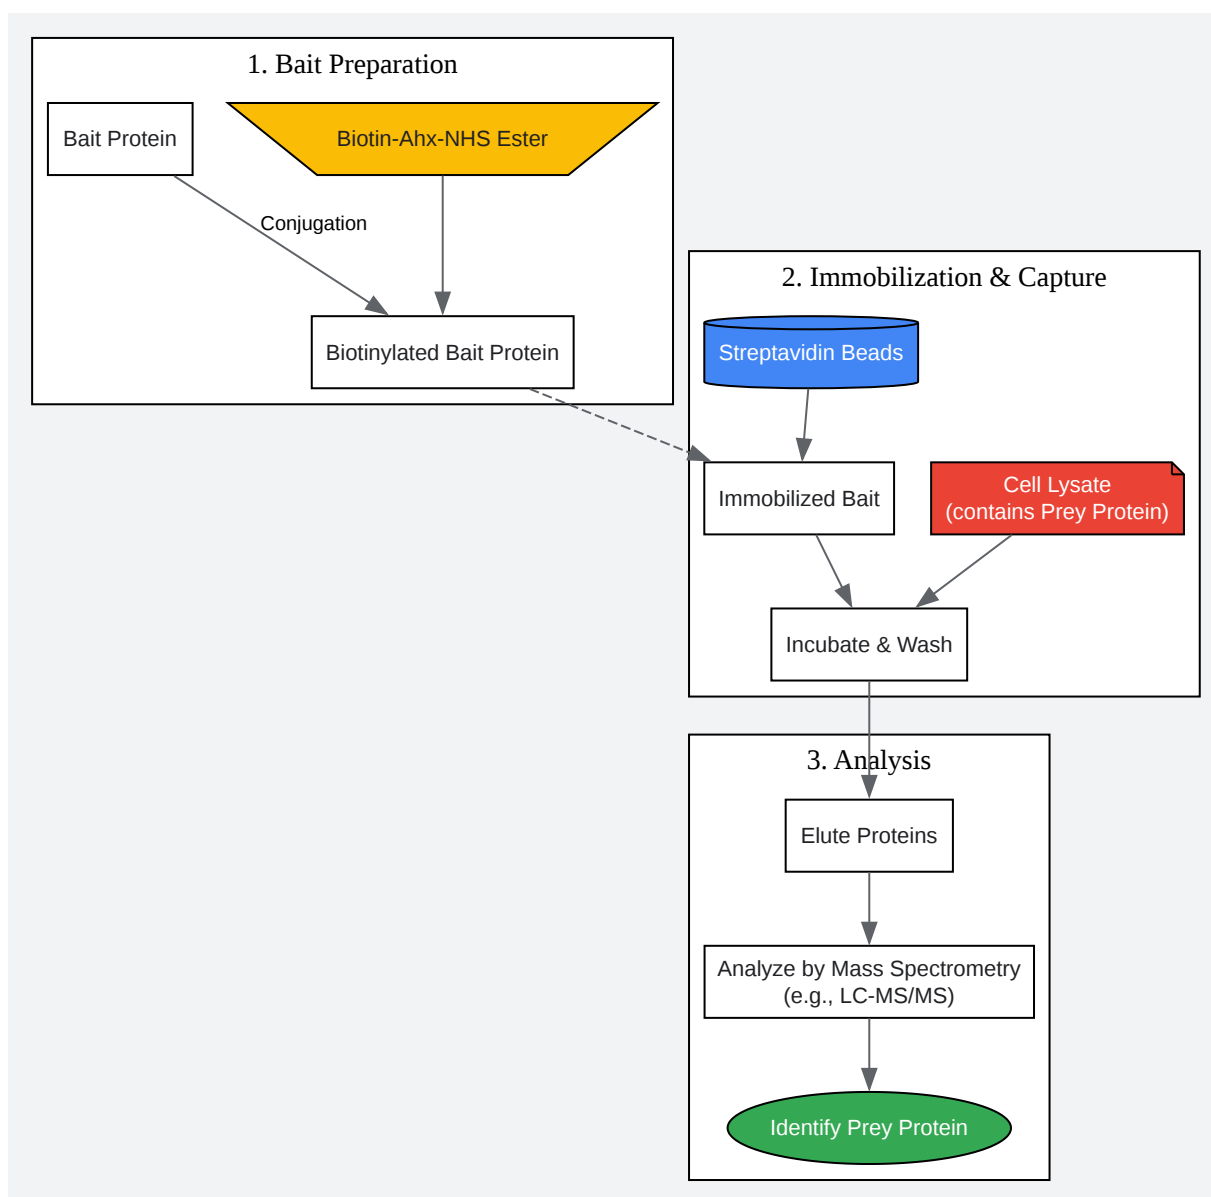 1. Bait Preparation
Bait Protein
Biotin-Ahx-NHS Ester
Conjugation
Biotinylated Bait Protein
2. Immobilization & Capture
Streptavidin Beads
Immobilized Bait
Cell Lysate
(contains Prey Protein)
Incubate & Wash
3. Analysis
Elute Proteins
Analyze by Mass Spectrometry
(e.g., LC-MS/MS)
Identify Prey Protein